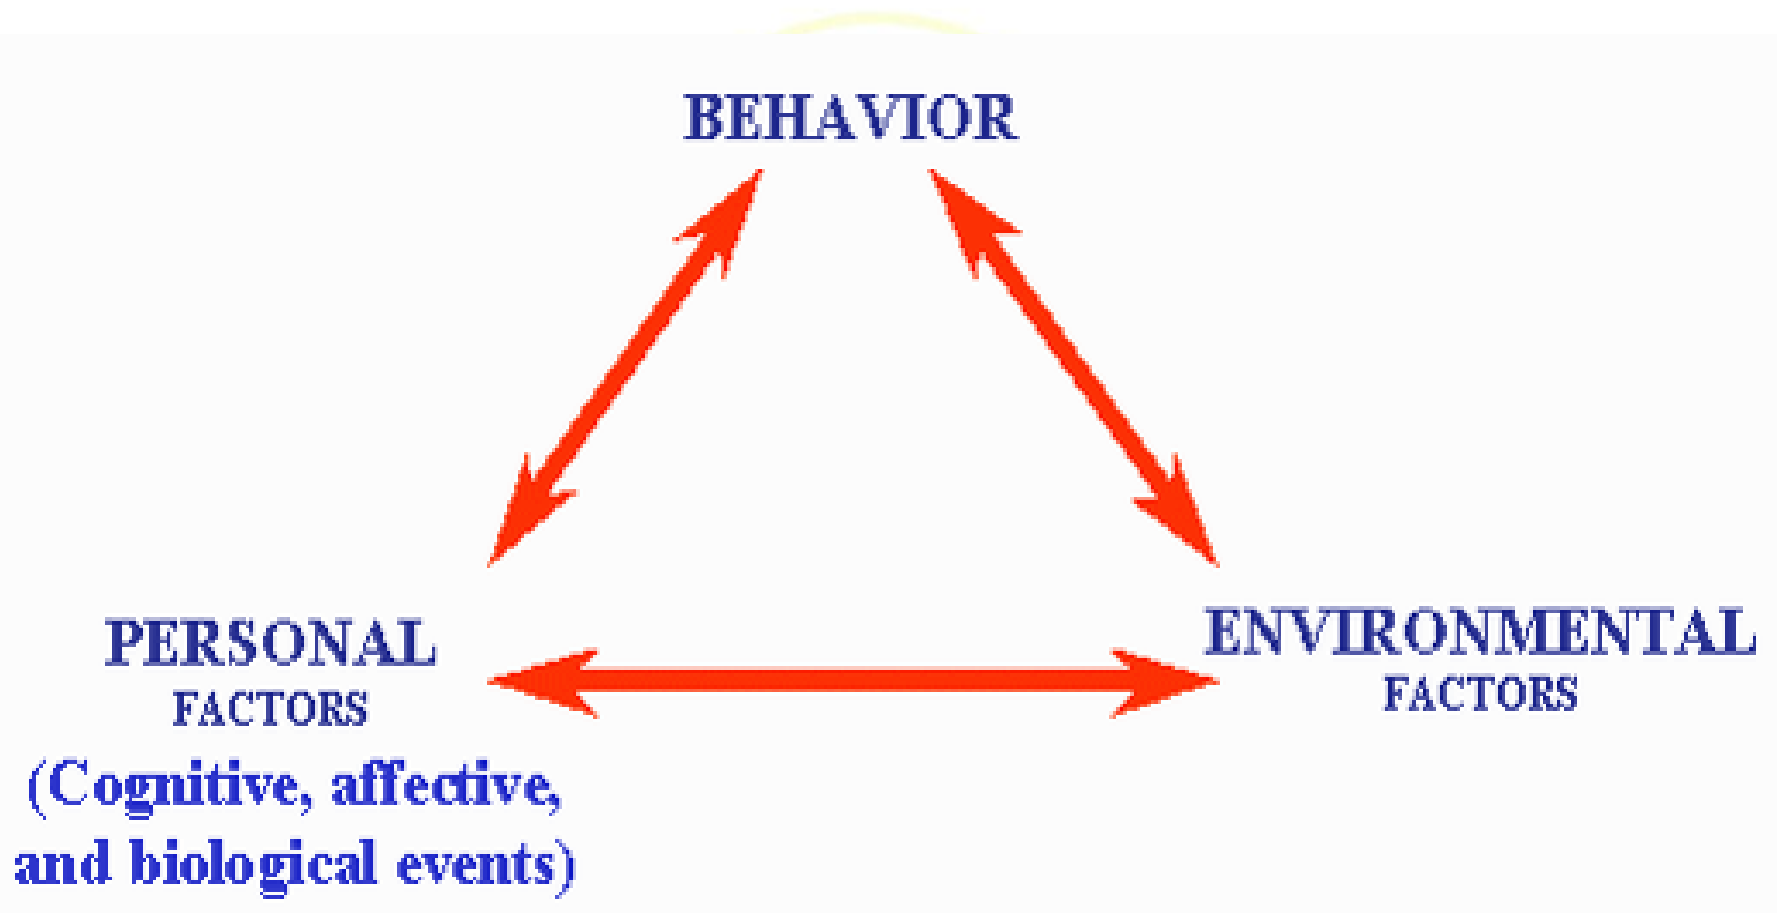 BEHAVIOR
PERSONAL
FACTORS
(Cognitive, affective,
and biological events)
ENVIRONMENTAL
FACTORS